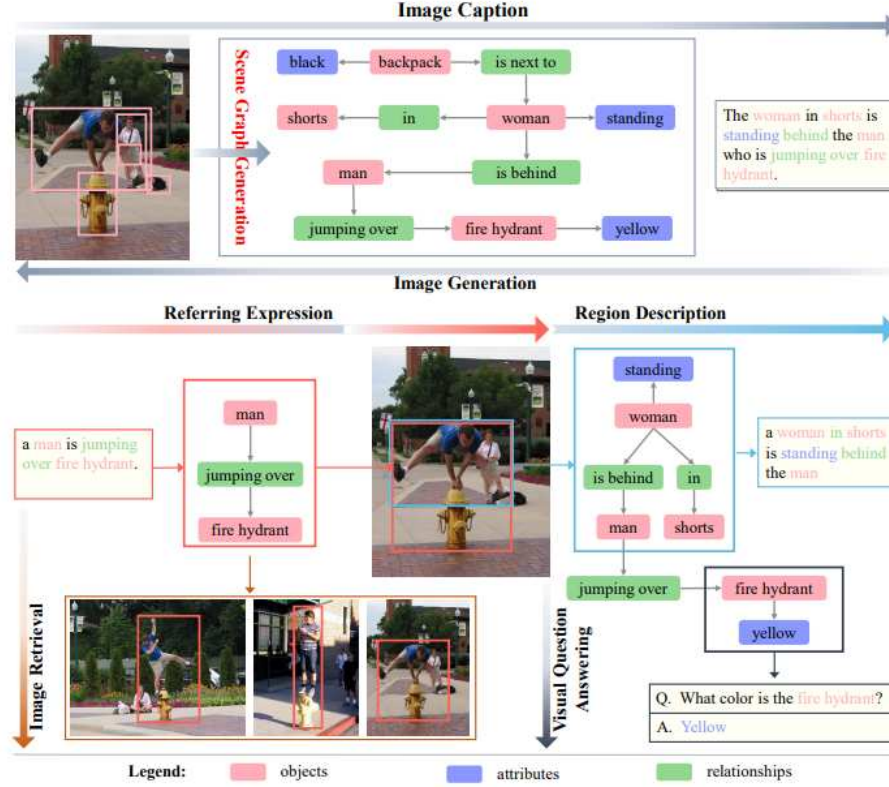 Image Caption
Scene Graph Generation
black
backpack
is next to
shorts
in
woman
standing
man
is behind
jumping over
fire hydrant
yellow
The woman in shorts is
standing behind the man
who is jumping over fire
hydrant.
Image Generation
Referring Expression
Region Description
a man is jumping
over fire hydrant.
man
jumping over
fire hydrant
standing
woman
is behind
in
man
shorts
a woman in shorts
is standing behind
the man
jumping over
fire hydrant
yellow
Image Retrieval
Visual Question
Answering
Q. What color is the fire hydrant?
A. Yellow
Legend:
objects
attributes
relationships